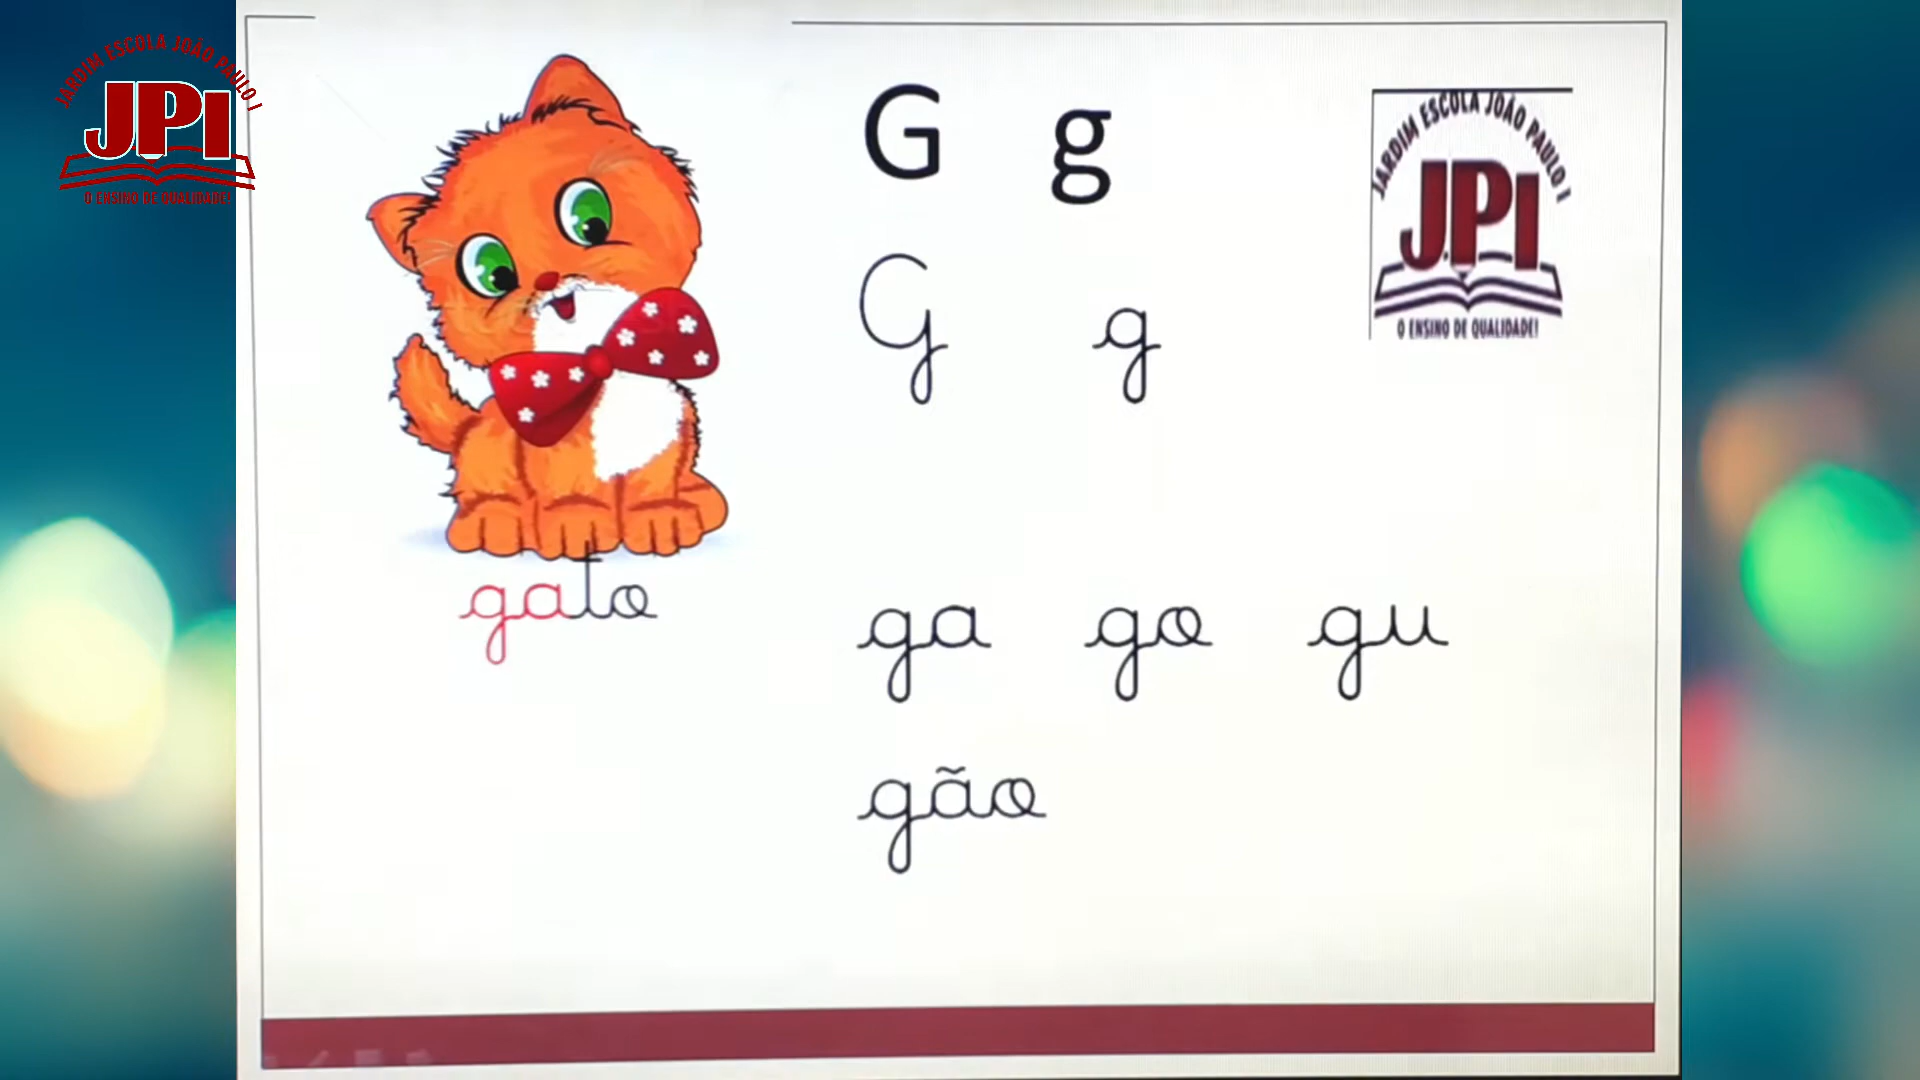 JARDIM ESCOLA JOÃO PAULO I
JPI
O ENSINO DE QUALIDADE!
G g
JARDIM ESCOLA JOÃO PAULO I
J.P.I
O ENSINO DE QUALIDADE!
G g
gato
ga go gu
gão